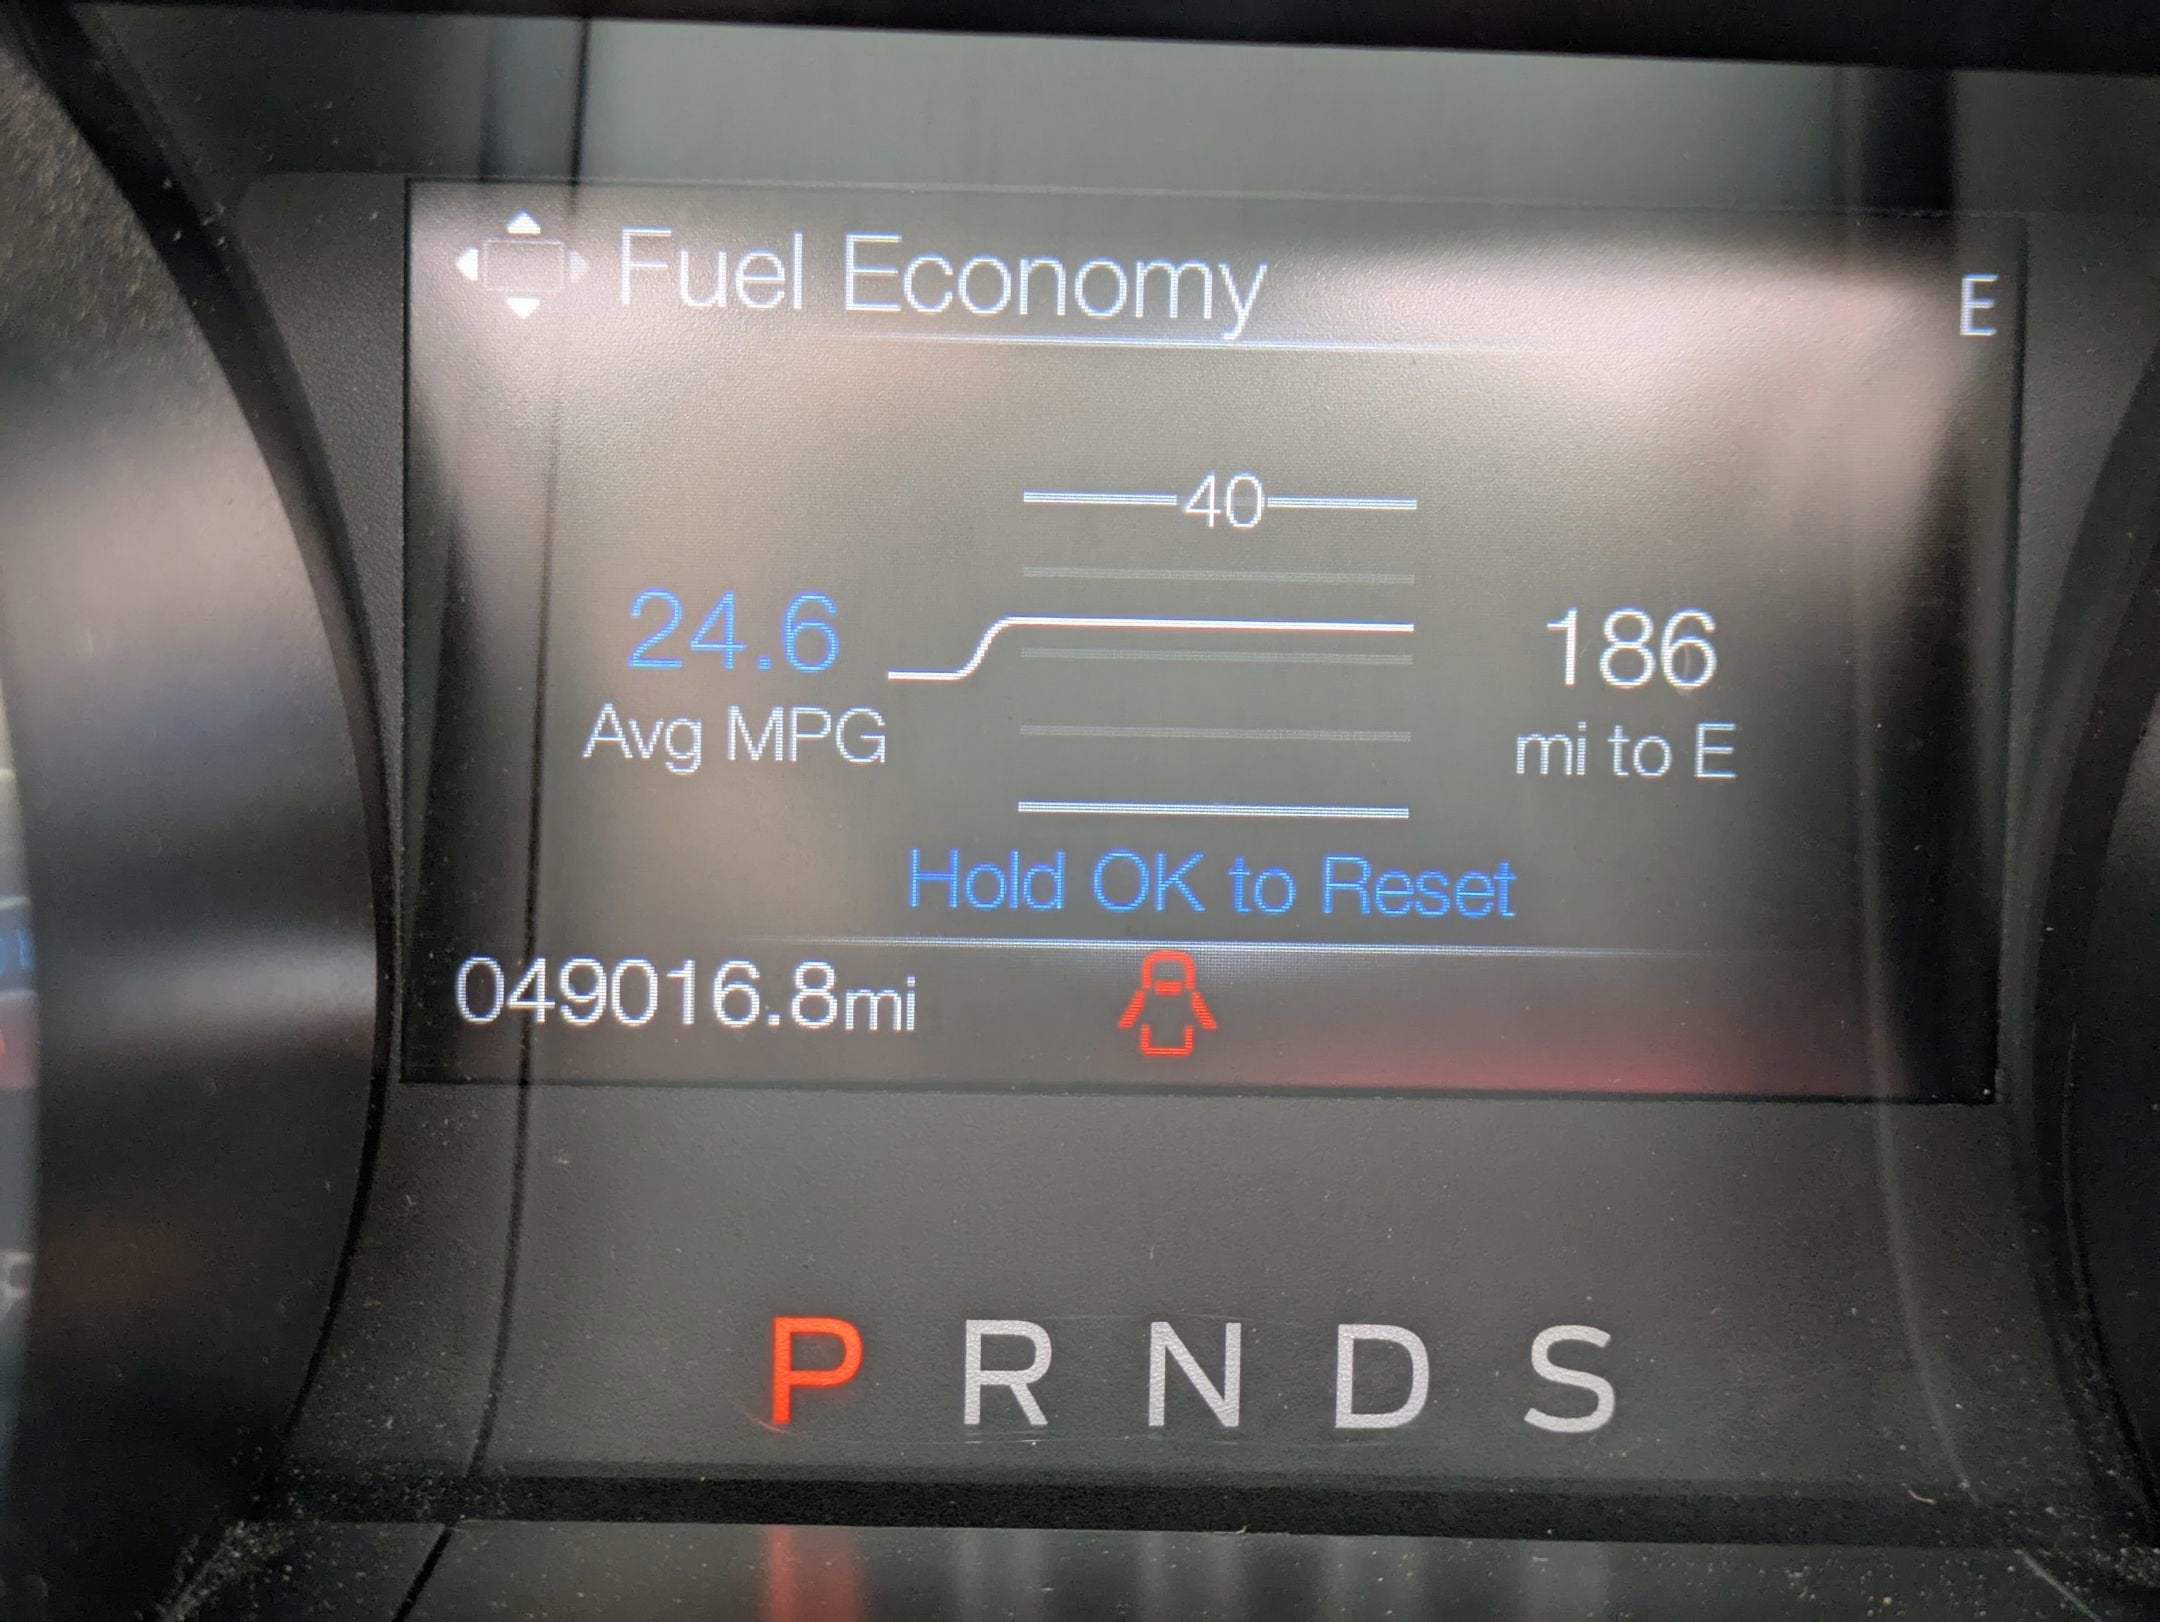 Fuel Economy
E
40
24.6
Avg MPG
186
mi to E
Hold OK to Reset
049016.8mi
P R N D S